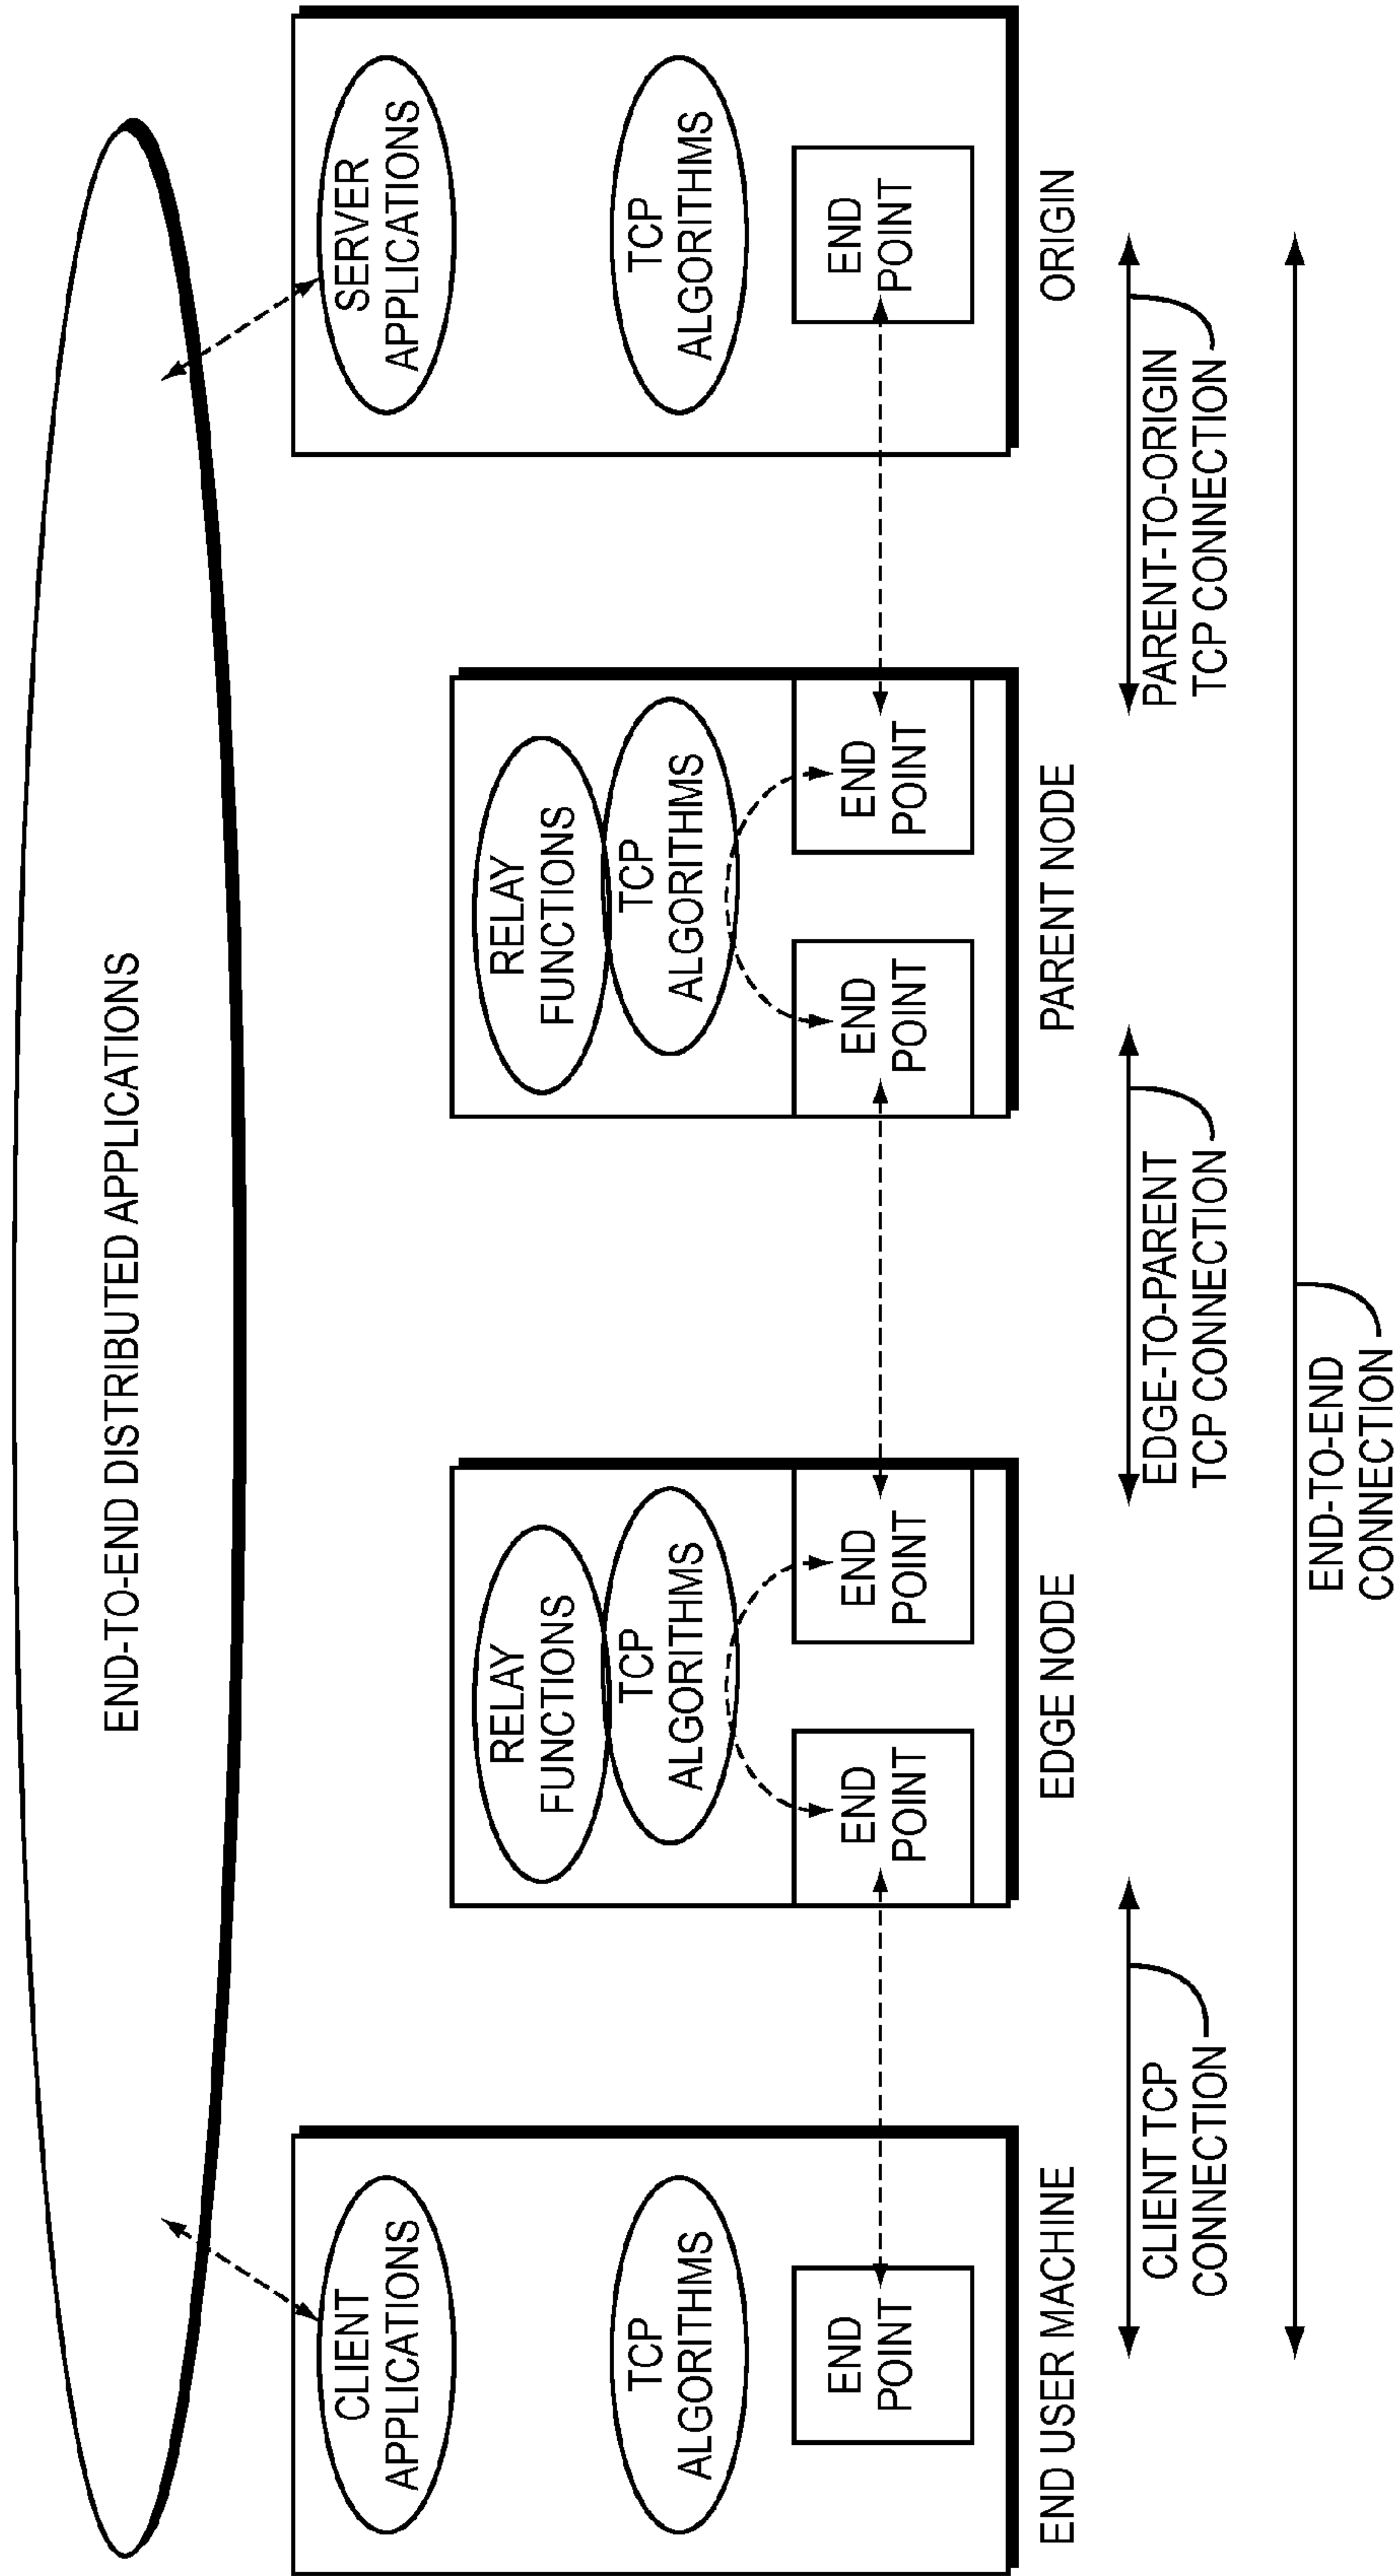 END-TO-END DISTRIBUTED APPLICATIONS
CLIENT
APPLICATIONS
TCP
ALGORITHMS
END
POINT
END USER MACHINE
RELAY
FUNCTIONS
TCP
ALGORITHMS
END
POINT
END
POINT
EDGE NODE
RELAY
FUNCTIONS
TCP
ALGORITHMS
END
POINT
END
POINT
PARENT NODE
SERVER
APPLICATIONS
TCP
ALGORITHMS
END
POINT
ORIGIN
CLIENT TCP
CONNECTION
EDGE-TO-PARENT
TCP CONNECTION
PARENT-TO-ORIGIN
TCP CONNECTION
END-TO-END
CONNECTION